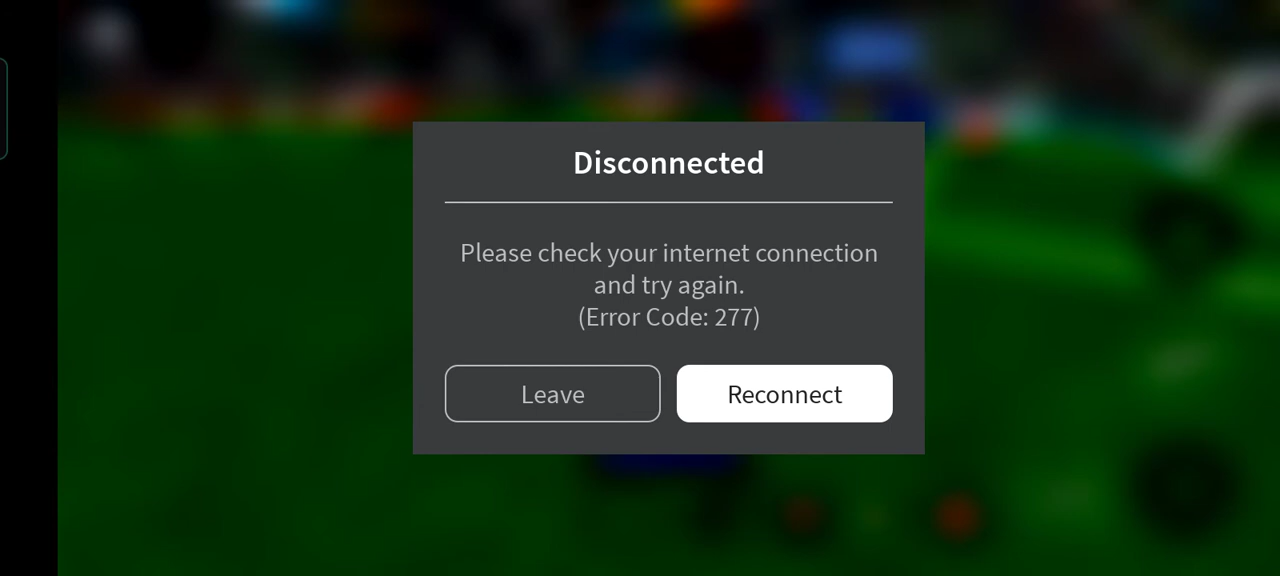 Disconnected
Please check your internet connection
and try again.
(Error Code: 277)
Leave
Reconnect